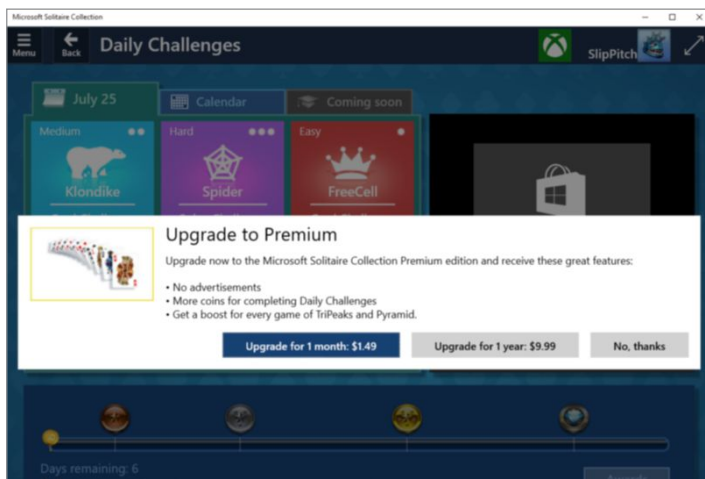 Microsoft Solitaire Collection
Menu
Back
Daily Challenges
SlipPitch
July 25
Calendar
Coming soon
Medium
Hard
Easy
Klondike
Spider
FreeCell
Upgrade to Premium
Upgrade now to the Microsoft Solitaire Collection Premium edition and receive these great features:
• No advertisements
• More coins for completing Daily Challenges
• Get a boost for every game of TriPeaks and Pyramid.
Upgrade for 1 month: $1.49
Upgrade for 1 year: $9.99
No, thanks
Days remaining: 6